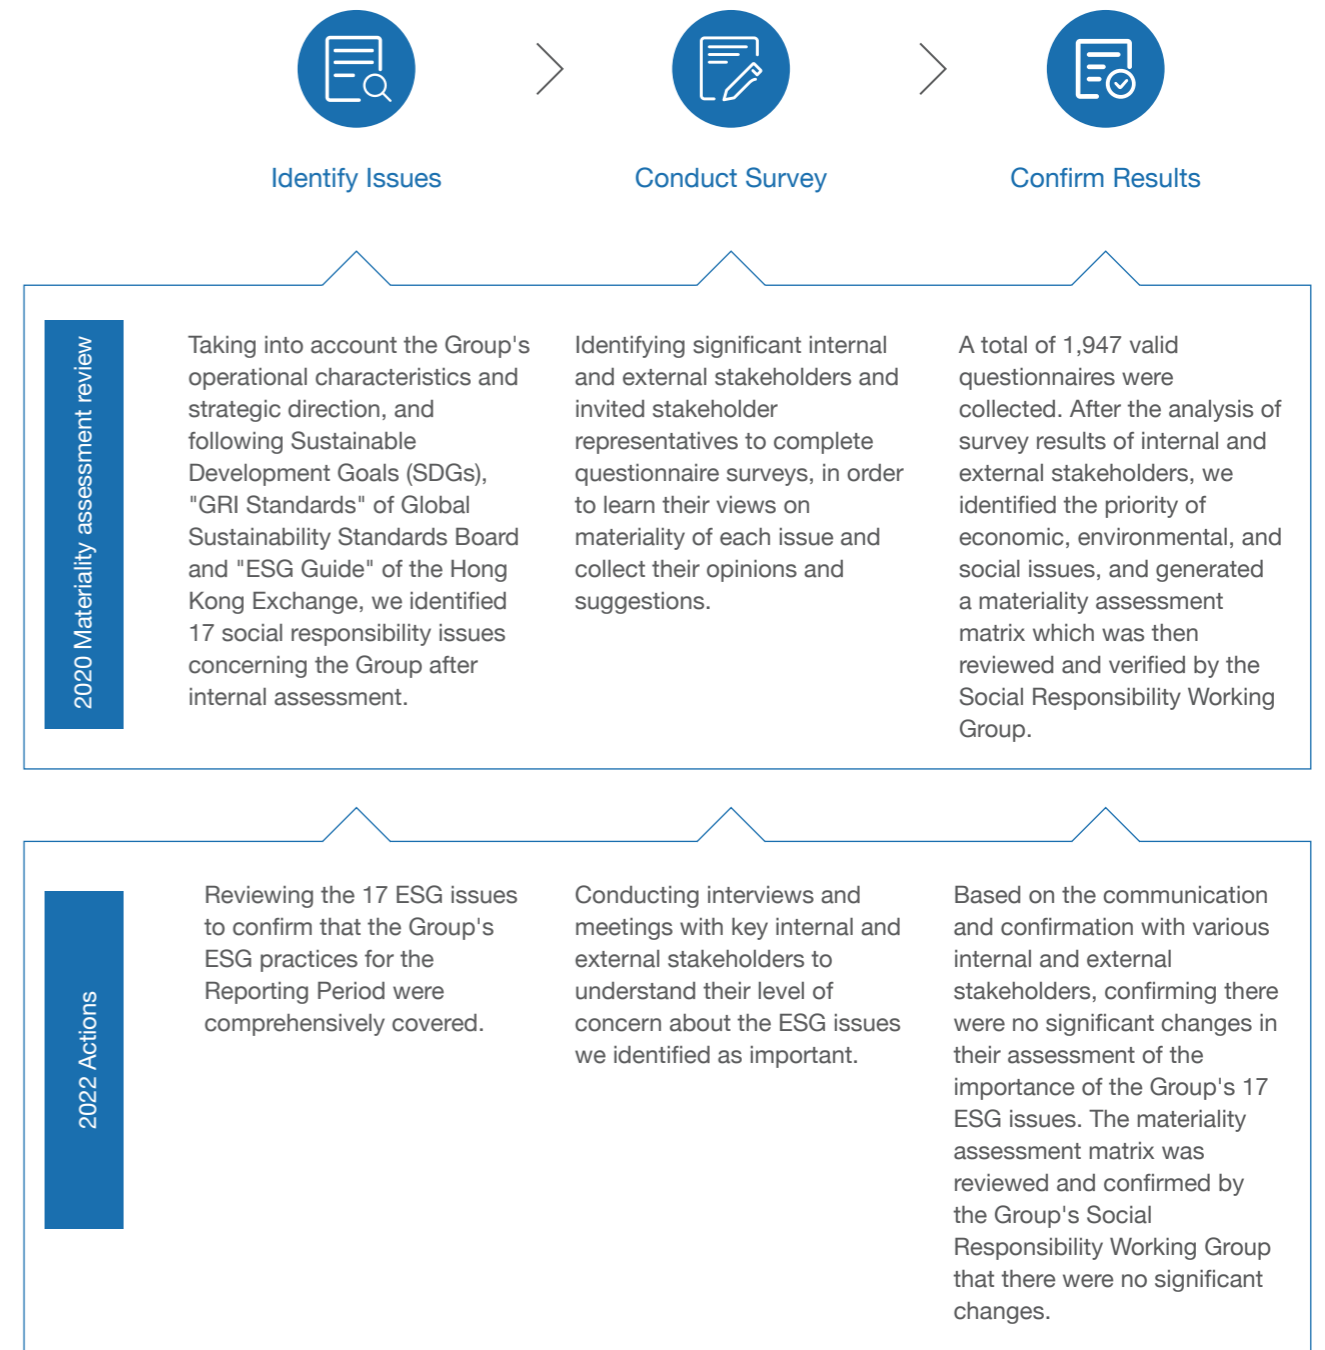 Identify Issues
Conduct Survey
Confirm Results
2020 Materiality assessment review
Taking into account the Group's
operational characteristics and
strategic direction, and
following Sustainable
Development Goals (SDGs),
"GRI Standards" of Global
Sustainability Standards Board
and "ESG Guide" of the Hong
Kong Exchange, we identified
17 social responsibility issues
concerning the Group after
internal assessment.
Identifying significant internal
and external stakeholders and
invited stakeholder
representatives to complete
questionnaire surveys, in order
to learn their views on
materiality of each issue and
collect their opinions and
suggestions.
A total of 1,947 valid
questionnaires were
collected. After the analysis of
survey results of internal and
external stakeholders, we
identified the priority of
economic, environmental, and
social issues, and generated
a materiality assessment
matrix which was then
reviewed and verified by the
Social Responsibility Working
Group.
2022 Actions
Reviewing the 17 ESG issues
to confirm that the Group's
ESG practices for the
Reporting Period were
comprehensively covered.
Conducting interviews and
meetings with key internal and
external stakeholders to
understand their level of
concern about the ESG issues
we identified as important.
Based on the communication
and confirmation with various
internal and external
stakeholders, confirming there
were no significant changes in
their assessment of the
importance of the Group's 17
ESG issues. The materiality
assessment matrix was
reviewed and confirmed by
the Group's Social
Responsibility Working Group
that there were no significant
changes.